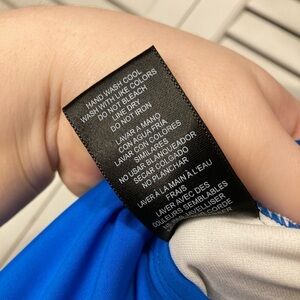 HAND WASH COOL
WASH WITH LIKE COLORS
DO NOT BLEACH
LINE DRY
DO NOT IRON
LAVAR A MANO
CON AGUA FRIA
LAVAR CON COLORES
SIMILARES
NO USAR BLANQUEADOR
SECAR COLGADO
NO PLANCHAR
LAVER À LA MAIN À L'EAU
FRAIS
LAVER AVEC DES
COULEURS SEMBLABLES
CORDE